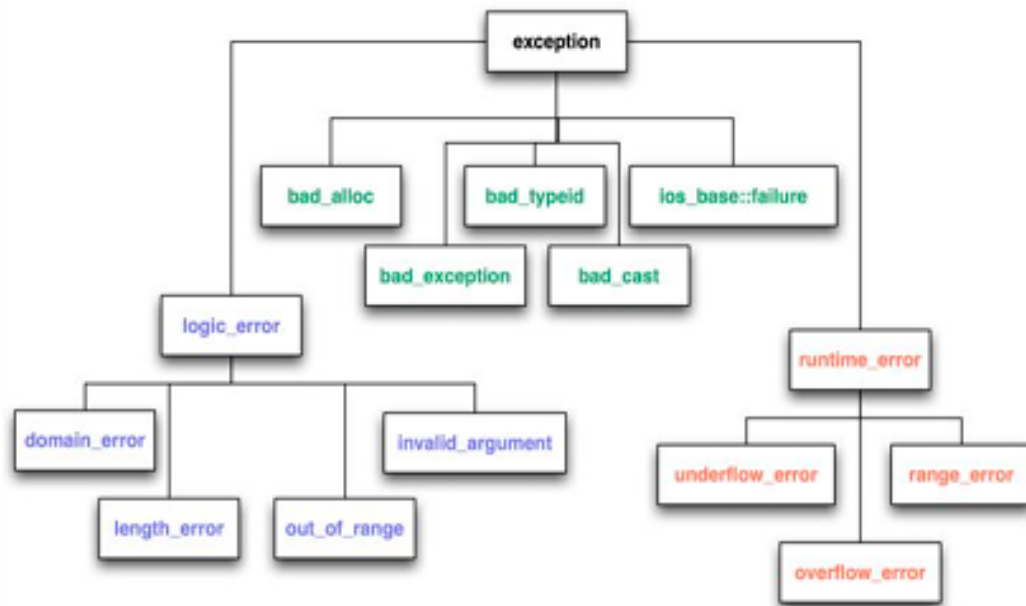 exception
bad_alloc
bad_typeid
ios_base::failure
bad_exception
bad_cast
logic_error
runtime_error
domain_error
invalid_argument
underflow_error
range_error
length_error
out_of_range
overflow_error